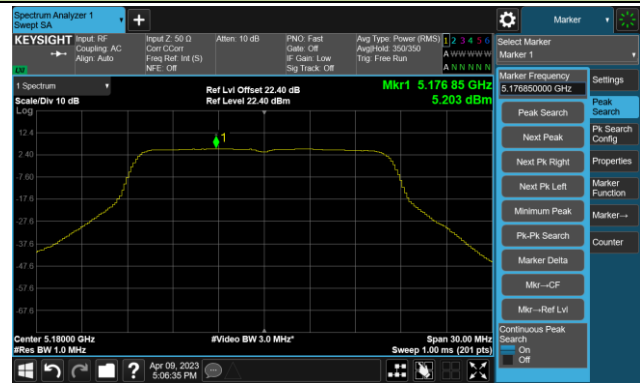 Spectrum Analyzer 1
Swept SA
+
Marker
KEYSIGHT Input: RF Input Z: 50 Ω Atten: 10 dB PNO: Fast Avg Type: Power (RMS) 1 2 3 4 5 6
Coupling: AC Corr CCorr Gate: Off Avg|Hold: 350/350 A W W W W W
Align: Auto Freq Ref: Int (S) IF Gain: Low Trig: Free Run
NFE: Off Sig Track: Off A N N N N N
Select Marker
Marker 1
1 Spectrum
Ref Lvl Offset 22.40 dB
Mkr1 5.176 85 GHz
Scale/Div 10 dB
Ref Level 22.40 dBm
5.203 dBm
Log
12.4
2.40
-7.60
-17.6
-27.6
-37.6
-47.6
-57.6
-67.6
1
Marker Frequency
5.176850000 GHz
Peak Search
Next Peak
Next Pk Right
Next Pk Left
Minimum Peak
Pk-Pk Search
Marker Delta
Mkr→CF
Mkr→Ref Lvl
Continuous Peak
Search
On
Off
Settings
Peak
Search
Pk Search
Config
Properties
Marker
Function
Marker→
Counter
Center 5.18000 GHz
#Video BW 3.0 MHz*
Span 30.00 MHz
#Res BW 1.0 MHz
Sweep 1.00 ms (201 pts)
?
Apr 09, 2023
5:06:35 PM